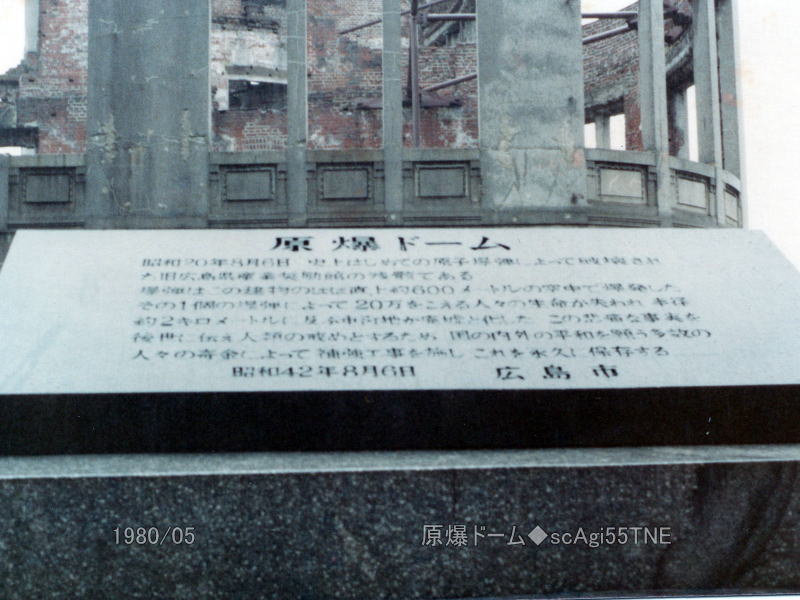 原爆ドーム
昭和20年8月6日 史上はじめての原子爆弾によって破壊され
た旧広島県産業奨励館の残骸である
爆弾はこの建物のほぼ直上約600メートルの空中で爆発した
その1個の爆弾によって20万をこえる人々の生命が失われ 半径
約2キロメートルに及ぶ市街地が廃墟と化した この悲痛な事実を
後世に伝え人類の戒めとするため 国の内外の平和を願う多数の
人々の寄金によって補強工事を施し これを永久に保存する
昭和42年8月6日 広島市
1980/05 原爆ドーム◆scAgi55TNE